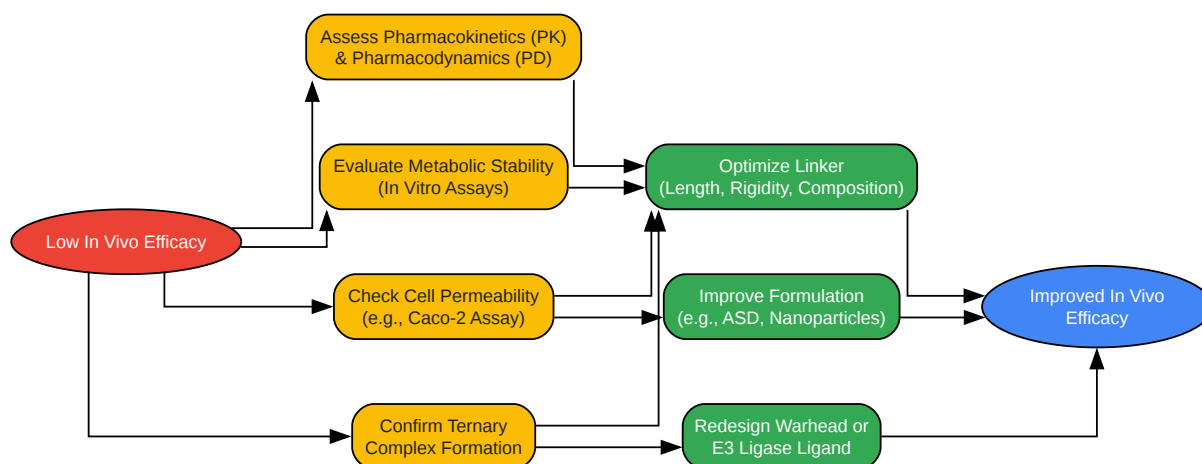 Assess Pharmacokinetics (PK)
& Pharmacodynamics (PD)
Evaluate Metabolic Stability
(In Vitro Assays)
Optimize Linker
(Length, Rigidity, Composition)
Low In Vivo Efficacy
Check Cell Permeability
(e.g., Caco-2 Assay)
Improve Formulation
(e.g., ASD, Nanoparticles)
Improved In Vivo
Efficacy
Confirm Ternary
Complex Formation
Redesign Warhead or
E3 Ligase Ligand